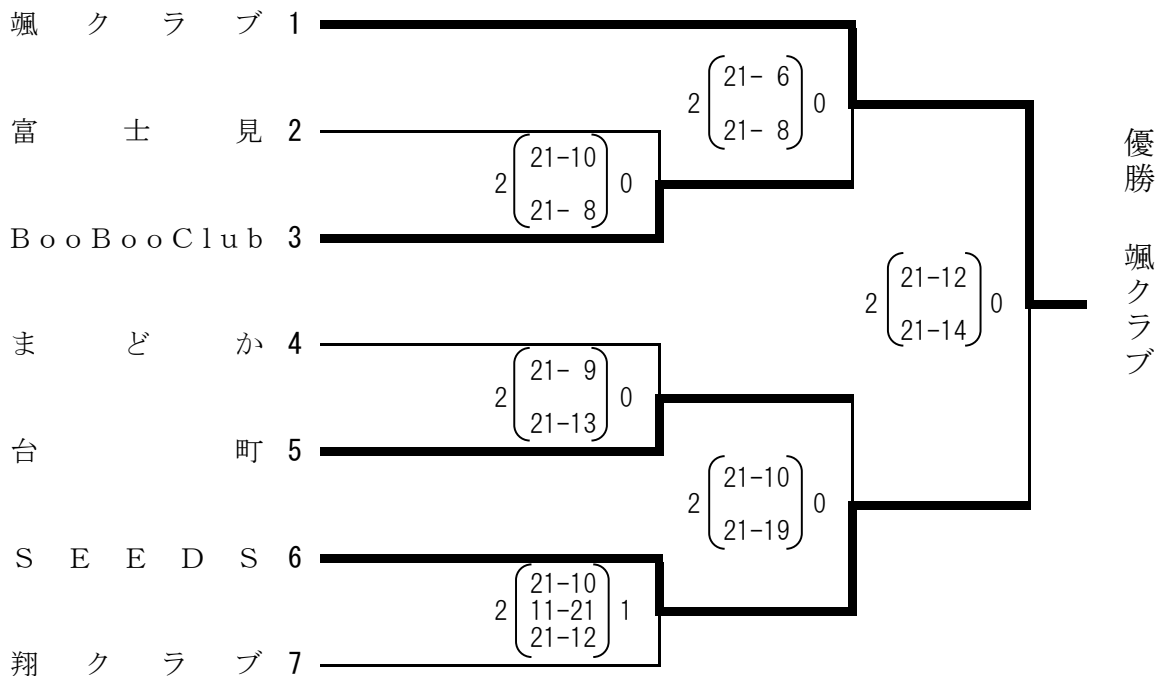 颯クラブ 1
富士見 2
BooBooClub 3
まどか 4
台町 5
SEEDS 6
翔クラブ 7
2 21-10 0
21- 8
2 21- 9 0
21-13
21-10
2 11-21 1
21-12
2 21- 6 0
21- 8
2 21-10 0
21-19
2 21-12 0
21-14
優勝 颯クラブ